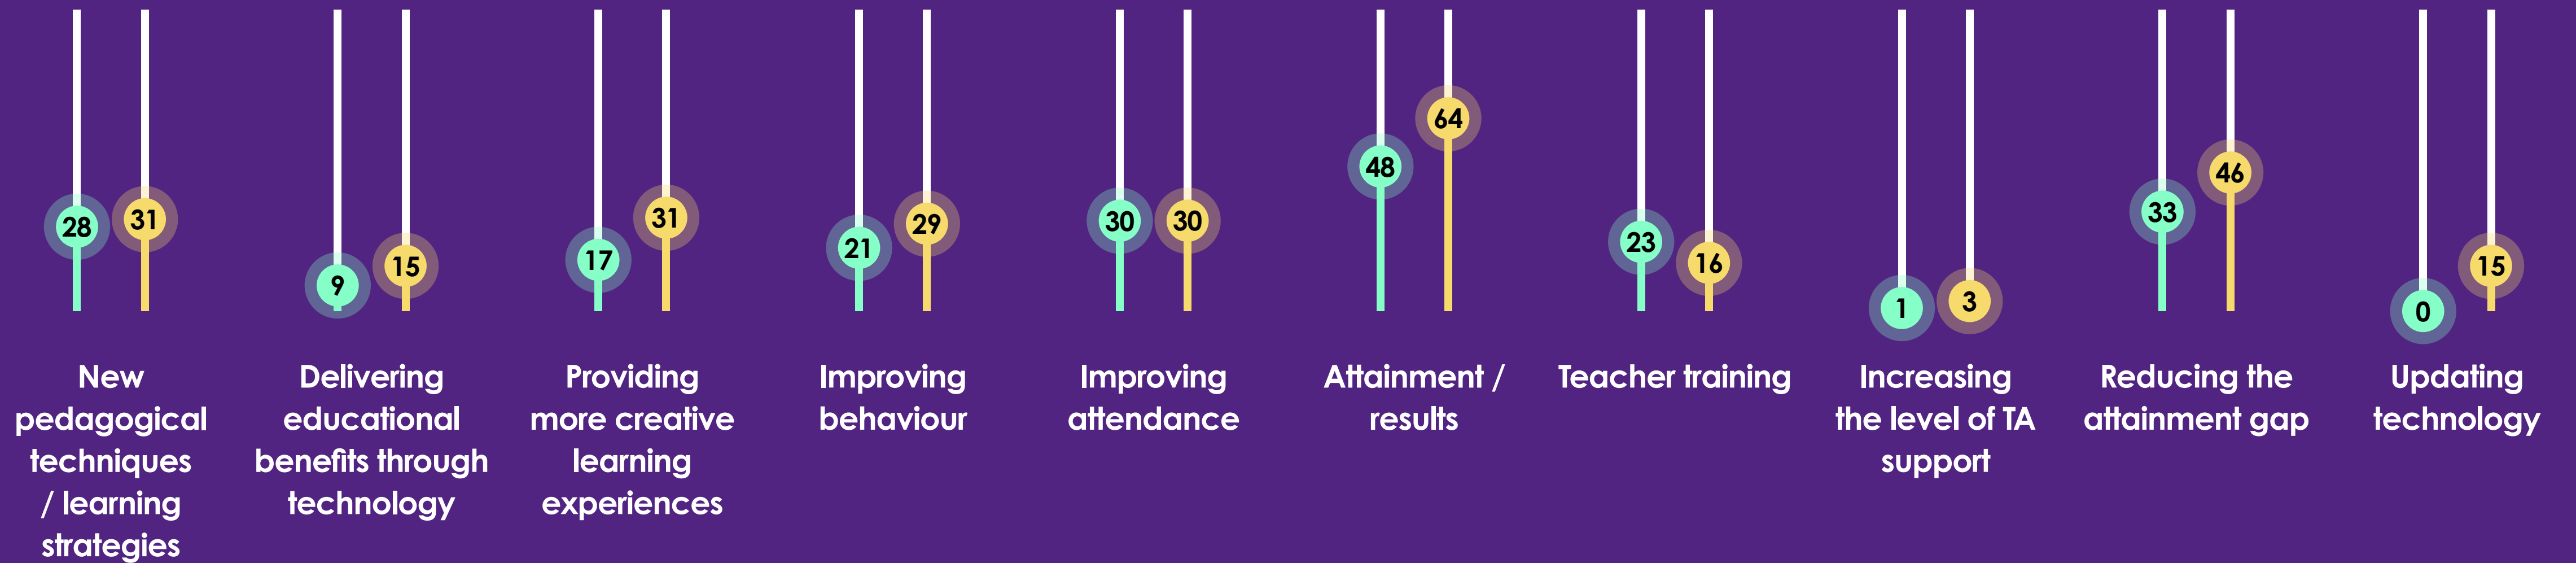 28 31
9 15
17 31
21 29
30 30
48 64
23 16
1 3
33 46
0 15
New
pedagogical
techniques
/ learning
strategies
Delivering
educational
benefits through
technology
Providing
more creative
learning
experiences
Improving
behaviour
Improving
attendance
Attainment /
results
Teacher training
Increasing
the level of TA
support
Reducing the
attainment gap
Updating
technology